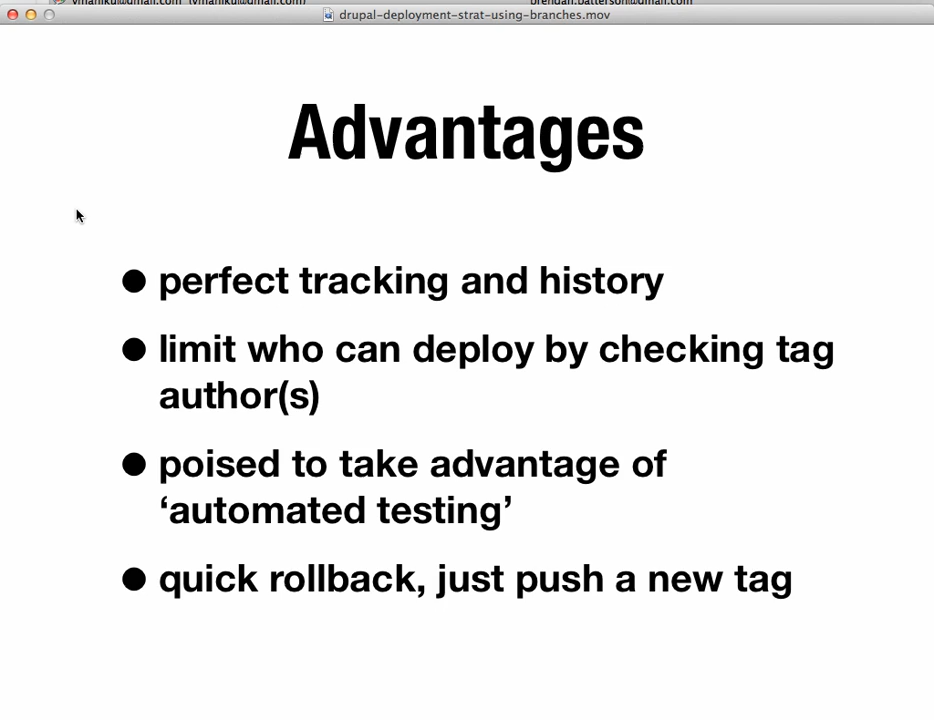 drupal-deployment-strat-using-branches.mov
Advantages
● perfect tracking and history
● limit who can deploy by checking tag
author(s)
● poised to take advantage of
‘automated testing’
● quick rollback, just push a new tag